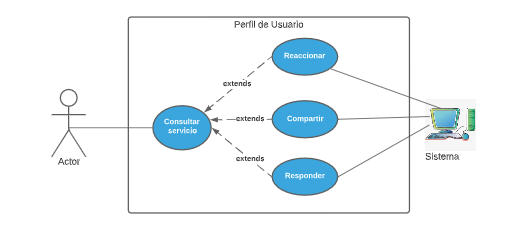 Perfil de Usuario
Reaccionar
extends
Consultar
servicio
extends
Compartir
extends
Responder
Actor
Sistema